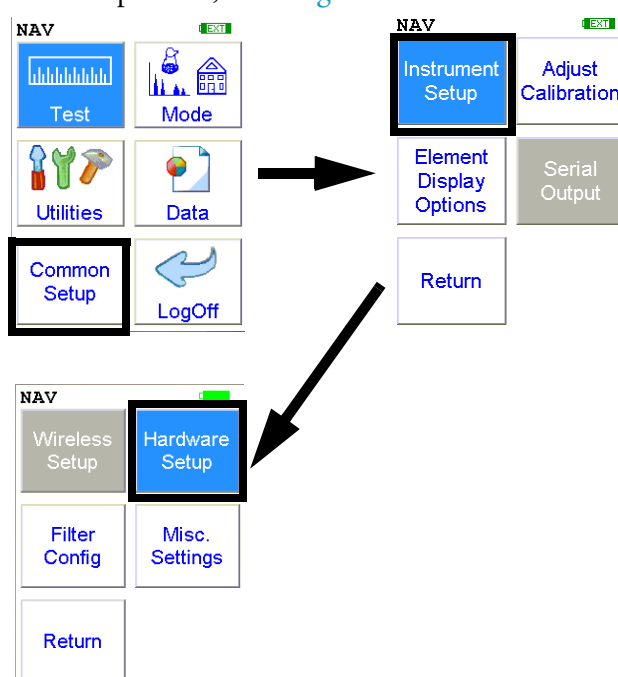 NAV
EXT
Test
Mode
Utilities
Data
Common
Setup
LogOff
NAV
EXT
Instrument
Setup
Adjust
Calibration
Element
Display
Options
Serial
Output
Return
NAV
Wireless
Setup
Hardware
Setup
Filter
Config
Misc.
Settings
Return